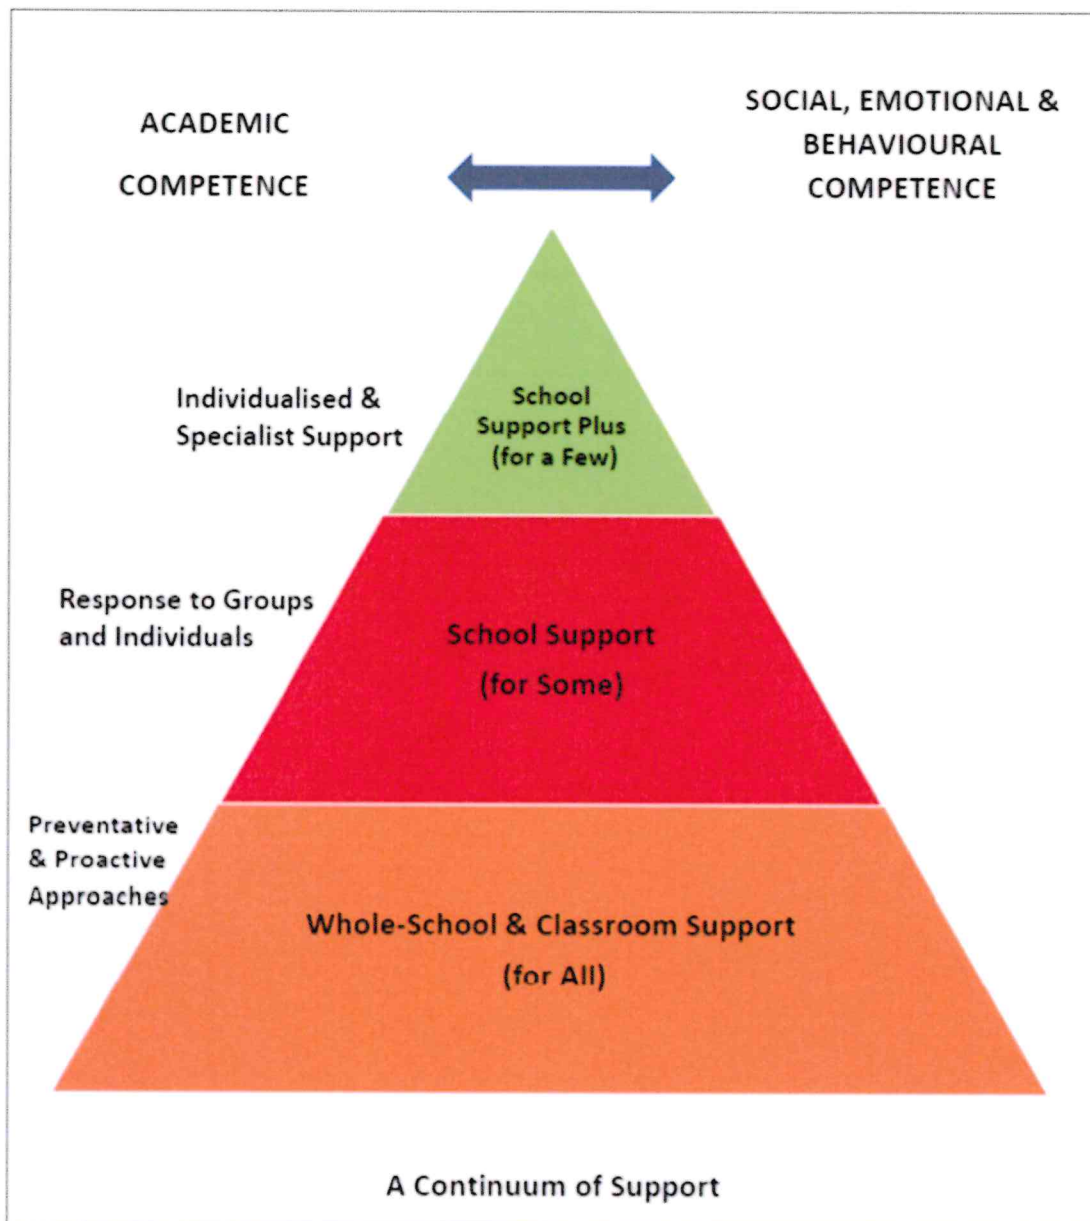 ACADEMIC
COMPETENCE
SOCIAL, EMOTIONAL &
BEHAVIOURAL
COMPETENCE
Individualised &
Specialist Support
School
Support Plus
(for a Few)
Response to Groups
and Individuals
School Support
(for Some)
Preventative
& Proactive
Approaches
Whole-School & Classroom Support
(for All)
A Continuum of Support